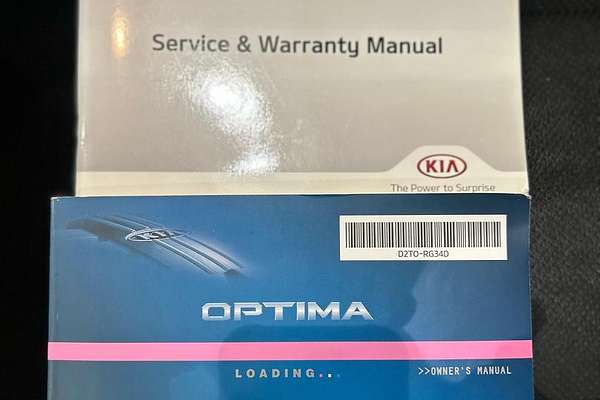 Service & Warranty Manual
KIA
The Power to Surprise
KIA
D2TO-RG34D
OPTIMA
LOADING...
>>OWNER'S MANUAL